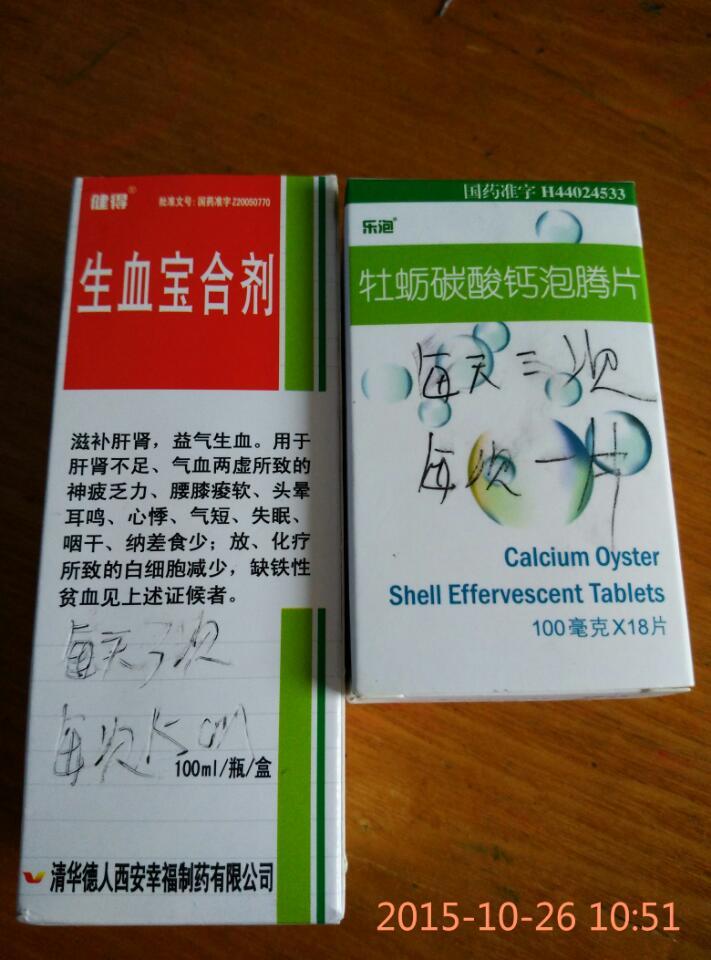 健得®
批准文号：国药准字Z20050770
生血宝合剂
滋补肝肾，益气生血。用于
肝肾不足、气血两虚所致的
神疲乏力、腰膝痠软、头晕
耳鸣、心悸、气短、失眠、
咽干、纳差食少；放、化疗
所致的白细胞减少，缺铁性
贫血见上述证候者。
每天3次
每次15ml
100ml/瓶/盒
清华德人西安幸福制药有限公司
国药准字 H44024533
乐泡®
牡蛎碳酸钙泡腾片
每天三次
每次一片
Calcium Oyster
Shell Effervescent Tablets
100毫克X18片
2015-10-26 10:51